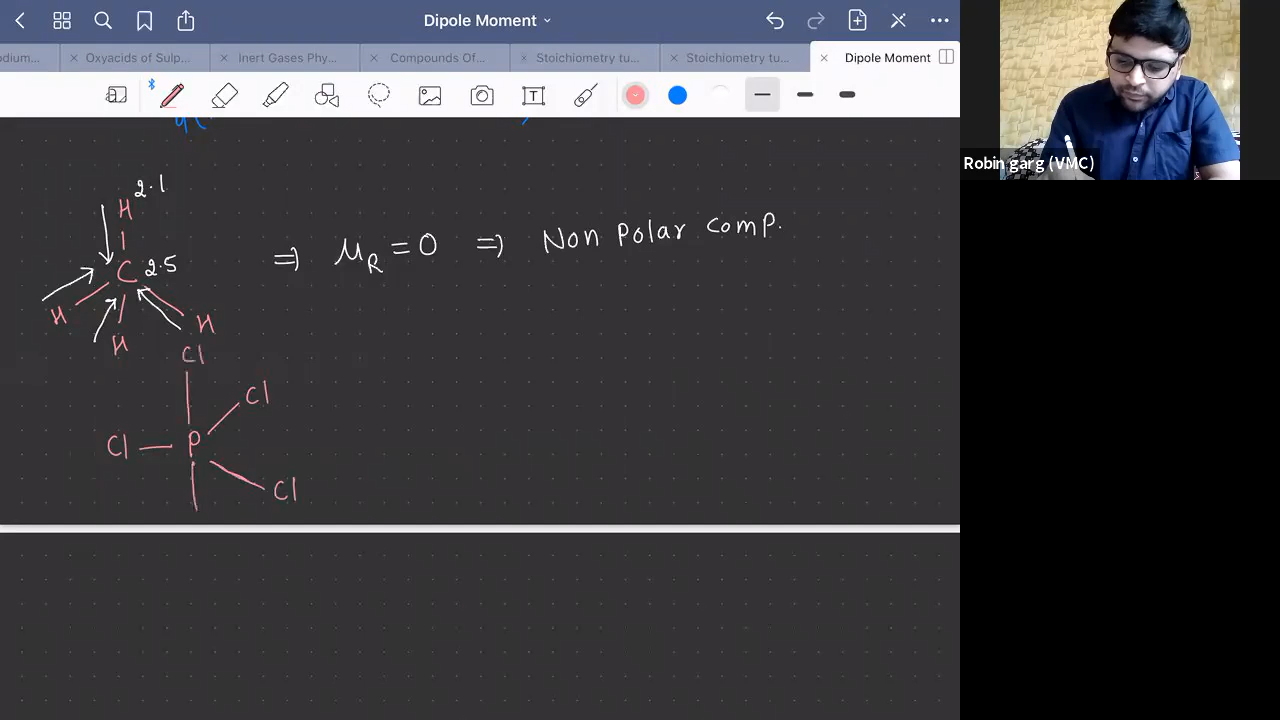 Dipole Moment
odium...
Oxyacids of Sulp...
Inert Gases Phy...
Compounds Of...
Stoichiometry tu...
Stoichiometry tu...
Dipole Moment
T
Robin garg (VMC)
H 2.1
C 2.5
H
H
H
⇒ μR = 0 ⇒ Non Polar comp.
Cl
Cl
Cl — P
Cl